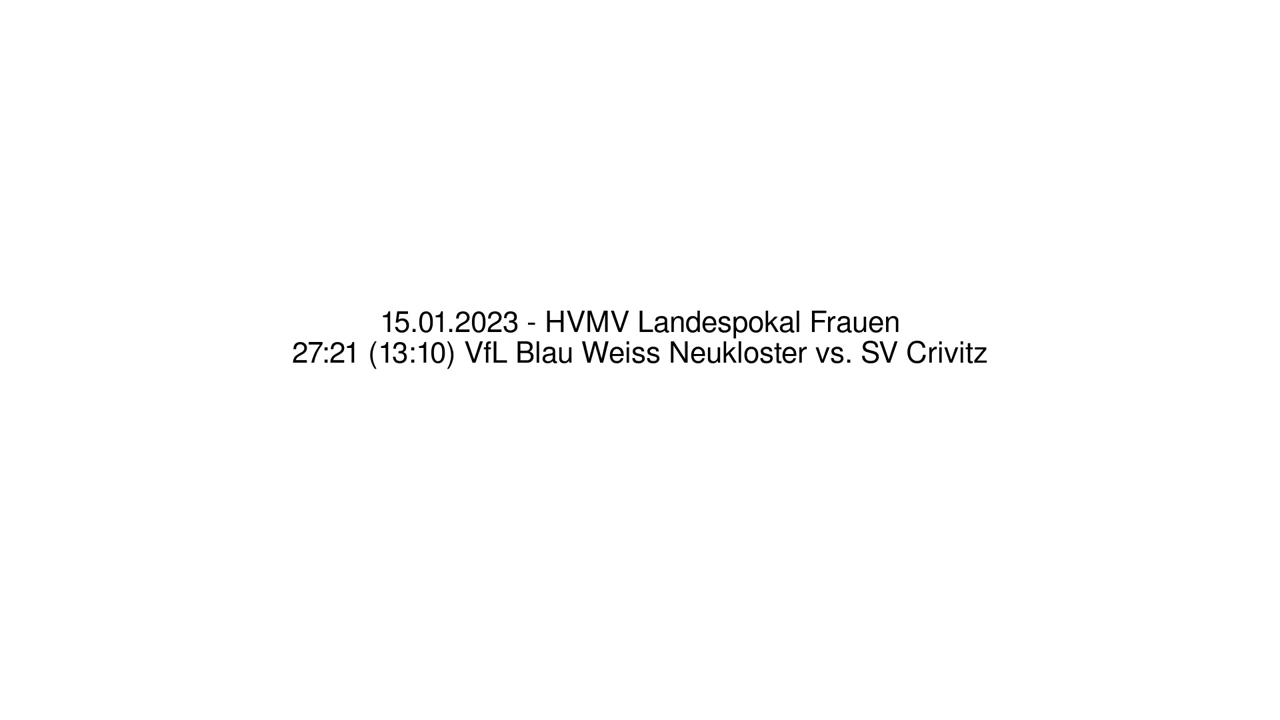 15.01.2023 - HVMV Landespokal Frauen
27:21 (13:10) VfL Blau Weiss Neukloster vs. SV Crivitz